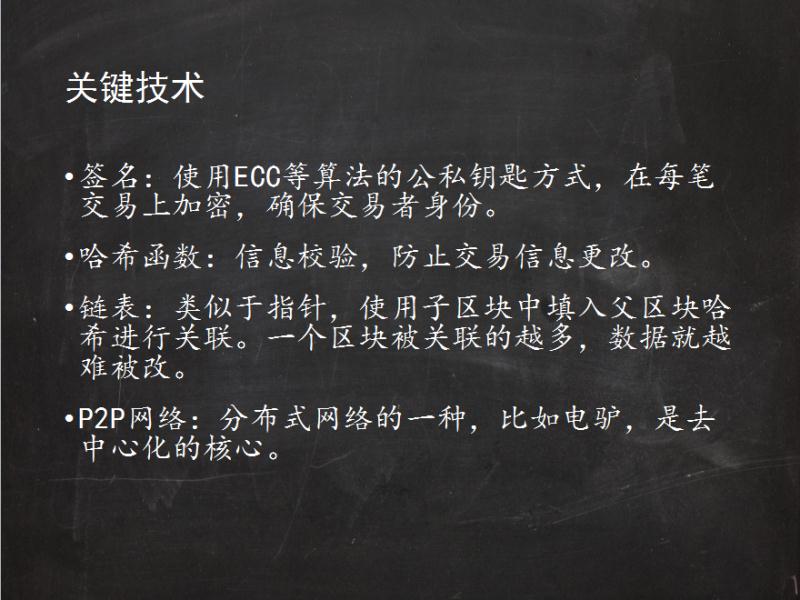 关键技术
•签名：使用ECC等算法的公私钥匙方式，在每笔
交易上加密，确保交易者身份。
•哈希函数：信息校验，防止交易信息更改。
•链表：类似于指针，使用子区块中填入父区块哈
希进行关联。一个区块被关联的越多，数据就越
难被改。
•P2P网络：分布式网络的一种，比如电驴，是去
中心化的核心。